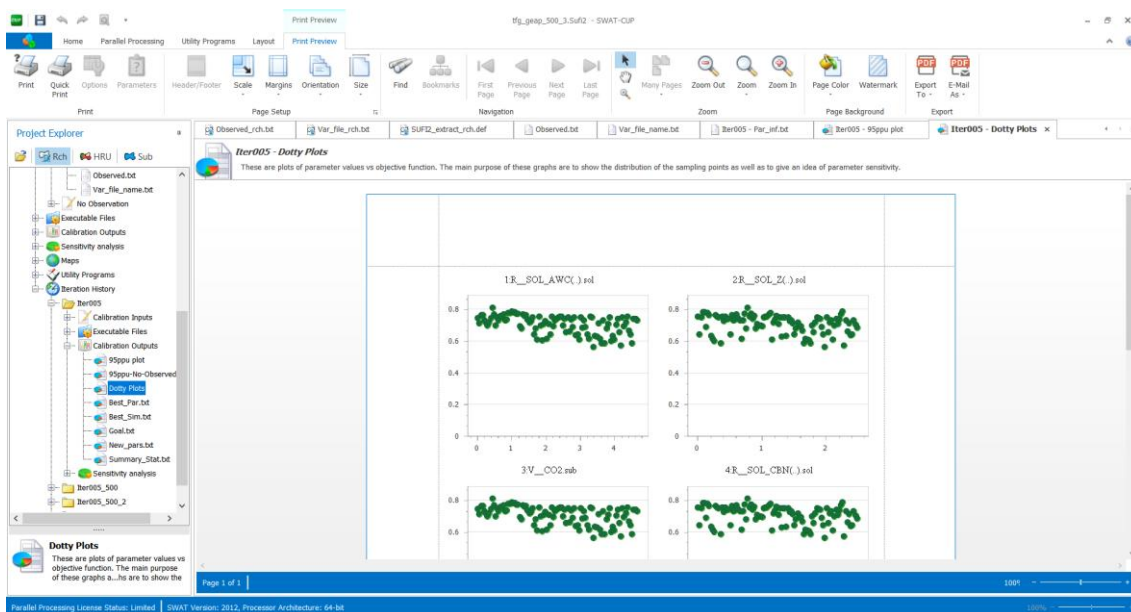 Print Preview
tfg_geap_500_3.Sufi2 - SWAT-CUP
Home Parallel Processing Utility Programs Layout Print Preview
Print Quick Print Options Parameters Header/Footer Scale Margins Orientation Size Find Bookmarks First Page Previous Page Next Page Last Page Many Pages Zoom Out Zoom Zoom In Page Color Watermark Export To E-Mail As
PDF PDF
Print Page Setup Navigation Zoom Page Background Export
Project Explorer
Observed_rch.txt Var_file_rch.txt SUFI2_extract_rch.def Observed.txt Var_file_name.txt Iter005 - Par_inf.txt Iter005 - 95ppu plot Iter005 - Dotty Plots
Rch HRU Sub
Iter005 - Dotty Plots
These are plots of parameter values vs objective function. The main purpose of these graphs are to show the distribution of the sampling points as well as to give an idea of parameter sensitivity.
Observed.txt
Var_file_name.txt
No Observation
Executable Files
Calibration Outputs
Sensitivity analysis
Maps
Utility Programs
Iteration History
Iter005
Calibration Inputs
Executable Files
Calibration Outputs
95ppu plot
95ppu-No-Observed
Dotty Plots
Best_Par.txt
Best_Sim.txt
Goal.txt
New_pars.txt
Summary_Stat.txt
Sensitivity analysis
Iter005_500
Iter005_500_2
1:R__SOL_AWC(..).sol
0.8
0.6
0.4
0.2
0
0 1 2 3 4
2:R__SOL_Z(..).sol
0.8
0.6
0.4
0.2
0
0 1 2
3:V__CO2.sub
0.8
0.6
4:R__SOL_CBN(..).sol
0.8
0.6
Dotty Plots
These are plots of parameter values vs
objective function. The main purpose
of these graphs a...hs are to show the
Page 1 of 1
100%
Parallel Processing License Status: Limited SWAT Version: 2012, Processor Architecture: 64-bit
100%